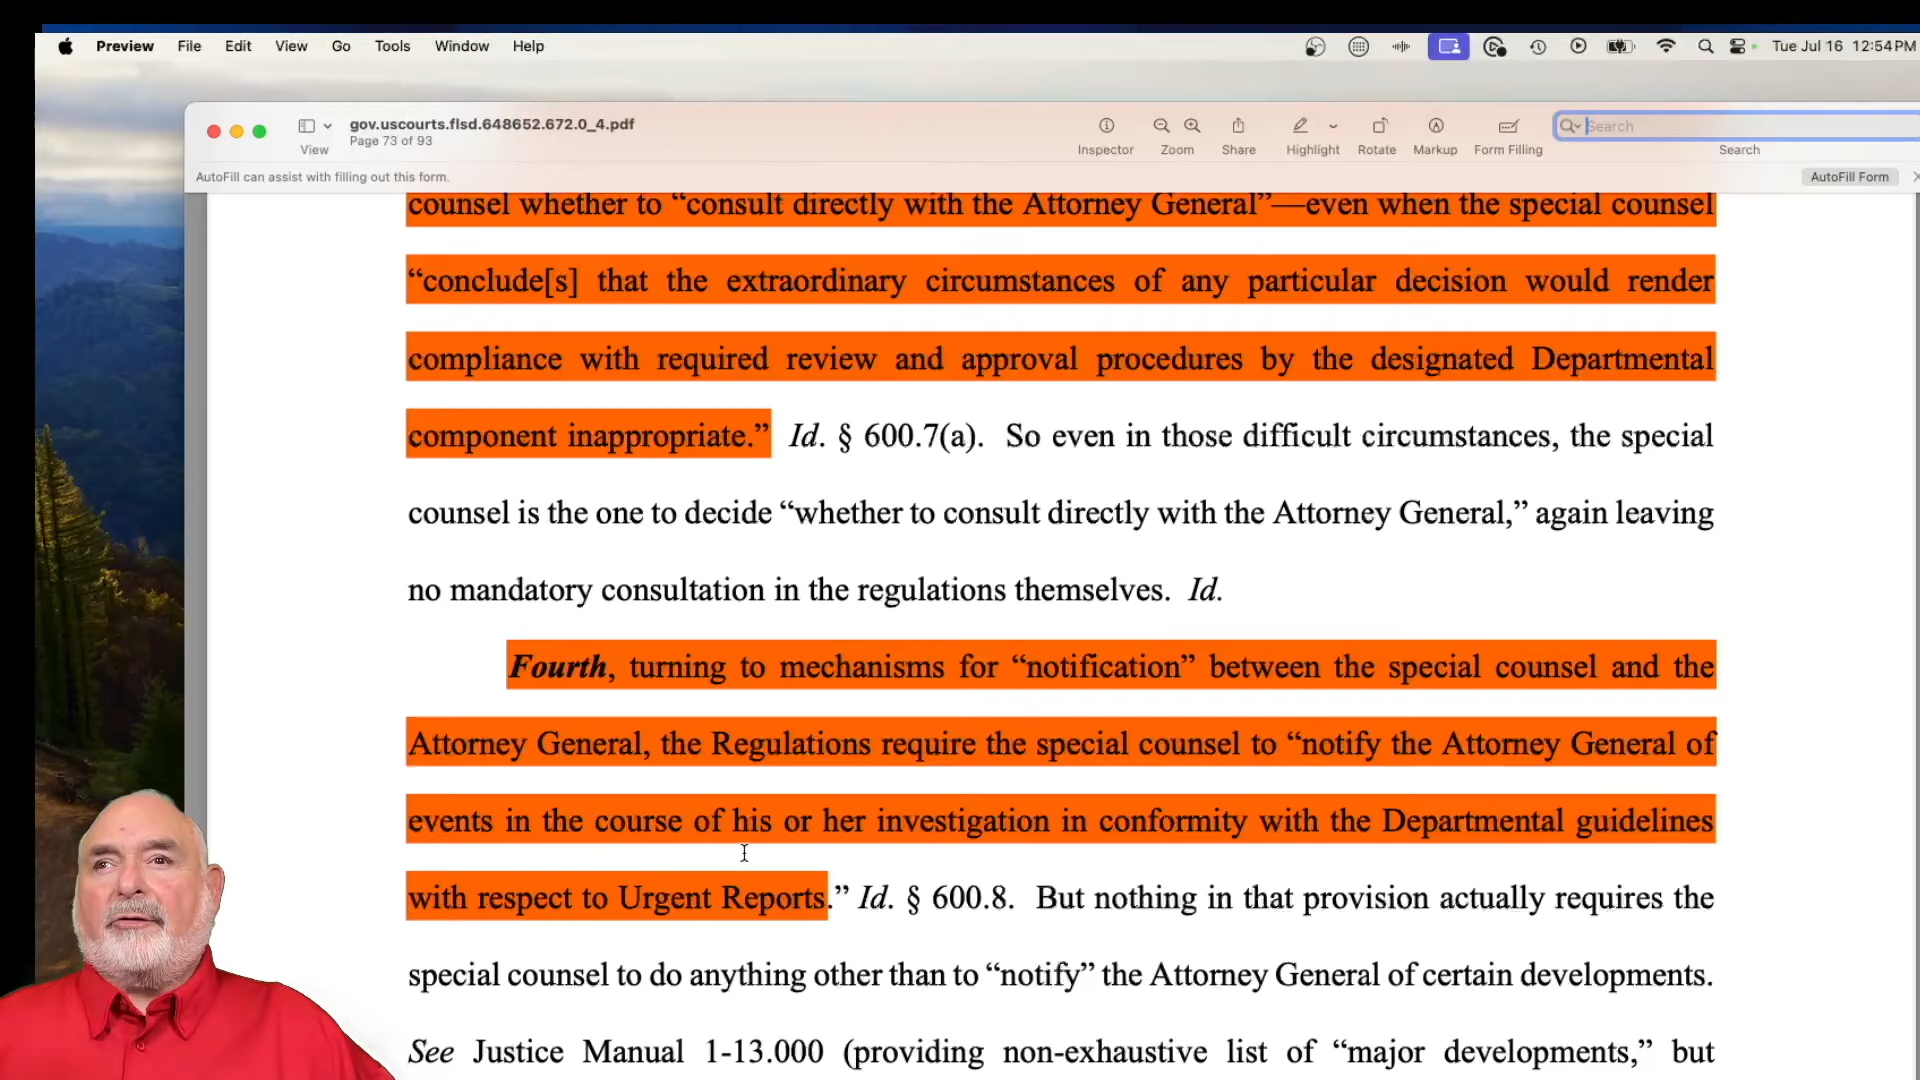 Preview File Edit View Go Tools Window Help Tue Jul 16 12:54 PM
gov.uscourts.flsd.648652.672.0_4.pdf
Page 73 of 93
Search
View Inspector Zoom Share Highlight Rotate Markup Form Filling Search
AutoFill can assist with filling out this form. AutoFill Form
counsel whether to “consult directly with the Attorney General”—even when the special counsel
“conclude[s] that the extraordinary circumstances of any particular decision would render
compliance with required review and approval procedures by the designated Departmental
component inappropriate.” Id. § 600.7(a). So even in those difficult circumstances, the special
counsel is the one to decide “whether to consult directly with the Attorney General,” again leaving
no mandatory consultation in the regulations themselves. Id.
Fourth, turning to mechanisms for “notification” between the special counsel and the
Attorney General, the Regulations require the special counsel to “notify the Attorney General of
events in the course of his or her investigation in conformity with the Departmental guidelines
with respect to Urgent Reports.” Id. § 600.8. But nothing in that provision actually requires the
special counsel to do anything other than to “notify” the Attorney General of certain developments.
See Justice Manual 1-13.000 (providing non-exhaustive list of “major developments,” but